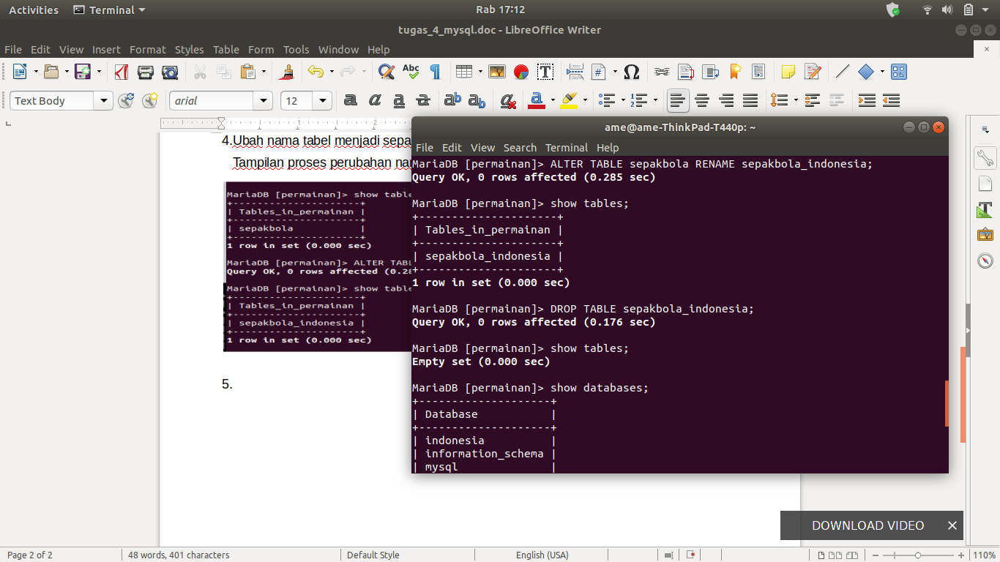 Activities Terminal Rab 17:12
tugas_4_mysql.doc - LibreOffice Writer
File Edit View Insert Format Styles Table Form Tools Window Help
Text Body arial 12
1 2
4.Ubah nama tabel menjadi sepa
Tampilan proses perubahan na
MariaDB [permainan]> show table
+---------------------+
| Tables_in_permainan |
+---------------------+
| sepakbola |
+---------------------+
1 row in set (0.000 sec)
MariaDB [permainan]> ALTER TABL
Query OK, 0 rows affected (0.28
MariaDB [permainan]> show table
+---------------------+
| Tables_in_permainan |
+---------------------+
| sepakbola_indonesia |
+---------------------+
1 row in set (0.000 sec)
5.
ame@ame-ThinkPad-T440p: ~
File Edit View Search Terminal Help
MariaDB [permainan]> ALTER TABLE sepakbola RENAME sepakbola_indonesia;
Query OK, 0 rows affected (0.285 sec)
MariaDB [permainan]> show tables;
+---------------------+
| Tables_in_permainan |
+---------------------+
| sepakbola_indonesia |
+---------------------+
1 row in set (0.000 sec)
MariaDB [permainan]> DROP TABLE sepakbola_indonesia;
Query OK, 0 rows affected (0.176 sec)
MariaDB [permainan]> show tables;
Empty set (0.000 sec)
MariaDB [permainan]> show databases;
+--------------------+
| Database |
+--------------------+
| indonesia |
| information_schema |
| mysql |
DOWNLOAD VIDEO ×
Page 2 of 2 48 words, 401 characters Default Style English (USA) 110%